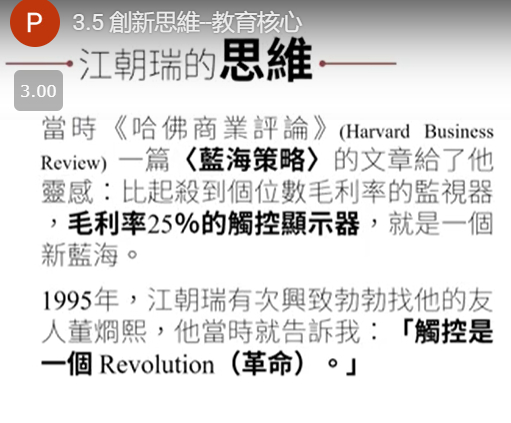 P 3.5 創新思維–教育核心
江朝瑞的思維
3.00
當時《哈佛商業評論》(Harvard Business
Review) 一篇〈藍海策略〉的文章給了他
靈感：比起殺到個位數毛利率的監視器
，毛利率25%的觸控顯示器，就是一個
新藍海。
1995年，江朝瑞有次興致勃勃找他的友
人董烱熙，他當時就告訴我：「觸控是
一個 Revolution（革命）。」